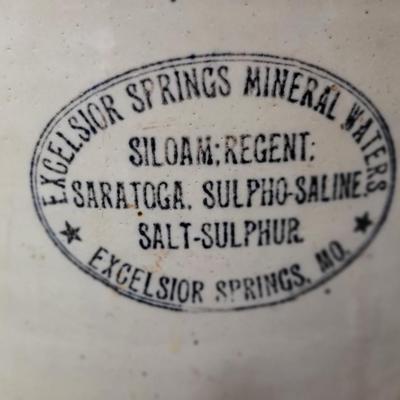 EXCELSIOR SPRINGS MINERAL WATERS
SILOAM; REGENT;
SARATOGA, SULPHO-SALINE,
SALT-SULPHUR
★ EXCELSIOR SPRINGS, MO. ★